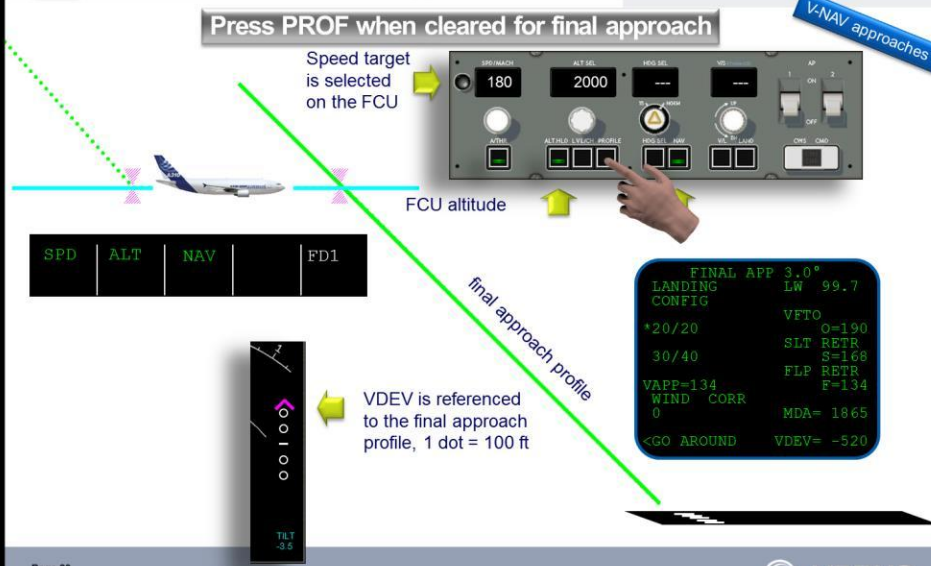 Press PROF when cleared for final approach
V-NAV approaches
Speed target
is selected
on the FCU
SPD/MACH
ALT SEL
HDG SEL
V/S
AP
180
2000
---
---
1
ON
2
OFF
UP
DN
A/THR
ALT HLD
LVL/CH
PROFILE
HDG S/I
NAV
V/L
LAND
CWS
CMD
FCU altitude
SPD
ALT
NAV
FD1
final approach profile
FINAL APP 3.0°
LANDING LW 99.7
CONFIG
VFTO
*20/20 O=190
SLT RETR
30/40 S=168
FLP RETR
VAPP=134 F=134
WIND CORR
0 MDA= 1865
<GO AROUND VDEV= -520
1
VDEV is referenced
to the final approach
profile, 1 dot = 100 ft
TILT
-3.5